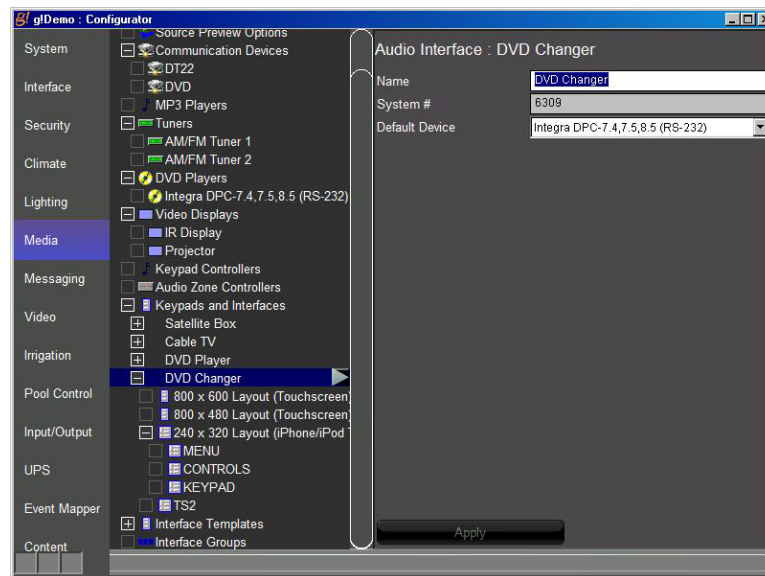 g! g!Demo : Configurator
System
Interface
Security
Climate
Lighting
Media
Messaging
Video
Irrigation
Pool Control
Input/Output
UPS
Event Mapper
Content
Source Preview Options
Communication Devices
DT22
DVD
MP3 Players
Tuners
AM/FM Tuner 1
AM/FM Tuner 2
DVD Players
Integra DPC-7.4,7.5,8.5 (RS-232)
Video Displays
IR Display
Projector
Keypad Controllers
Audio Zone Controllers
Keypads and Interfaces
Satellite Box
Cable TV
DVD Player
DVD Changer
800 x 600 Layout (Touchscreen)
800 x 480 Layout (Touchscreen)
240 x 320 Layout (iPhone/iPod
MENU
CONTROLS
KEYPAD
TS2
Interface Templates
Interface Groups
Audio Interface : DVD Changer
Name DVD Changer
System # 6309
Default Device Integra DPC-7.4,7.5,8.5 (RS-232)
Apply